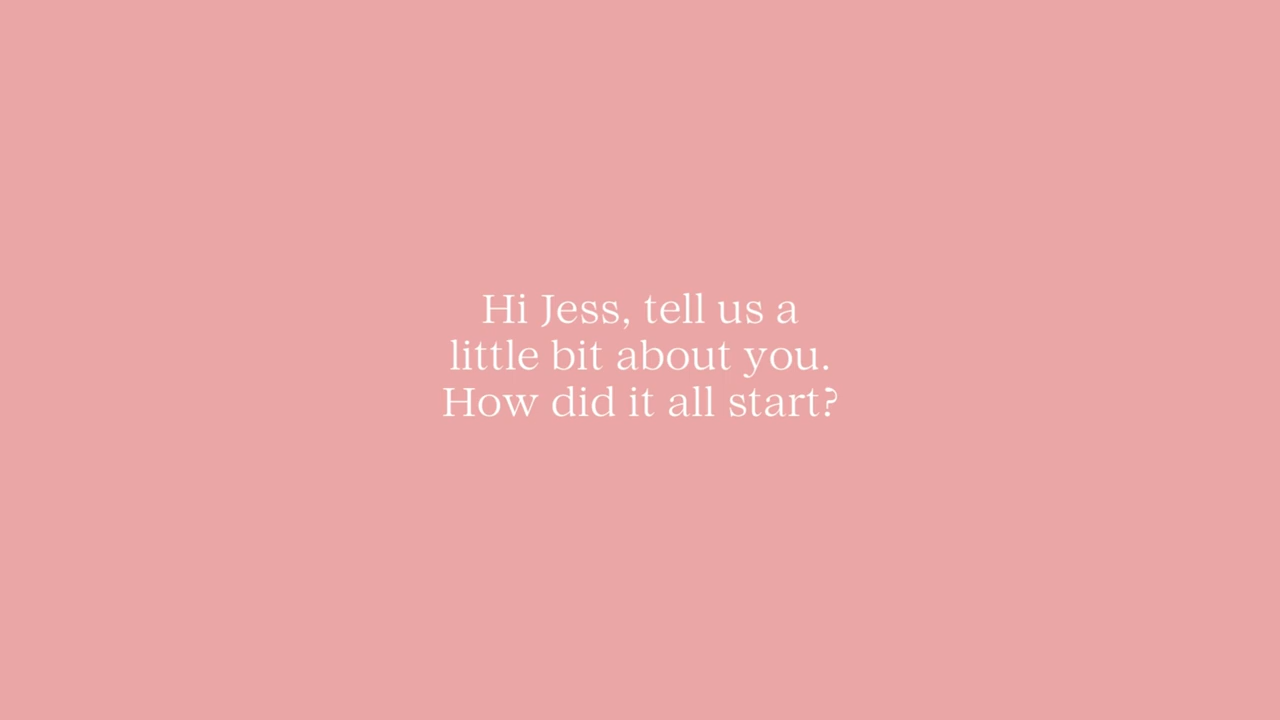 Hi Jess, tell us a
little bit about you.
How did it all start?